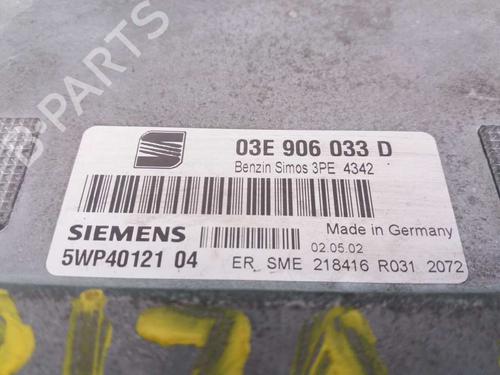 03E 906 033 D
Benzin Simos 3PE 4342
Made in Germany
SIEMENS
02.05.02
5WP40121 04
ER SME 218416 R031 2072